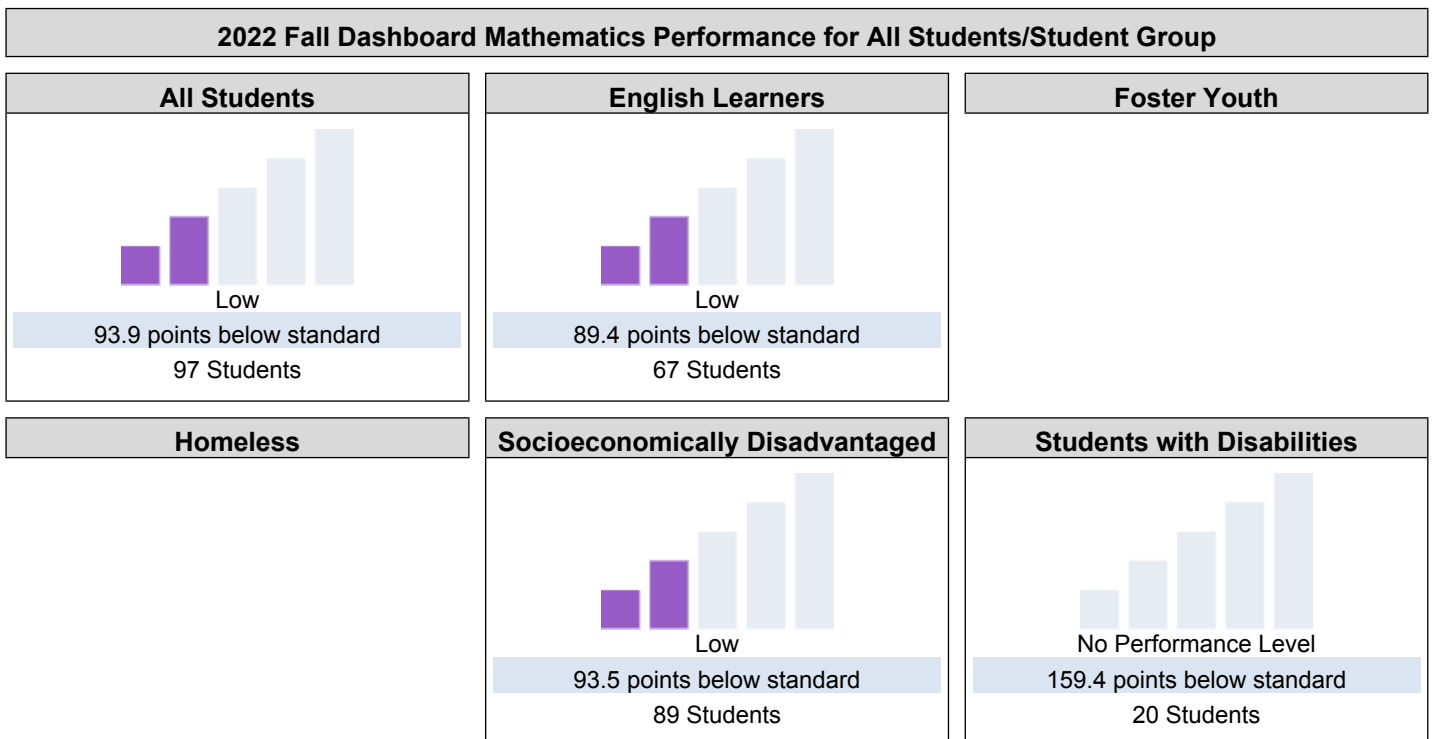 2022 Fall Dashboard Mathematics Performance for All Students/Student Group
All Students
Low
93.9 points below standard
97 Students
English Learners
Low
89.4 points below standard
67 Students
Foster Youth
Homeless
Socioeconomically Disadvantaged
Low
93.5 points below standard
89 Students
Students with Disabilities
No Performance Level
159.4 points below standard
20 Students